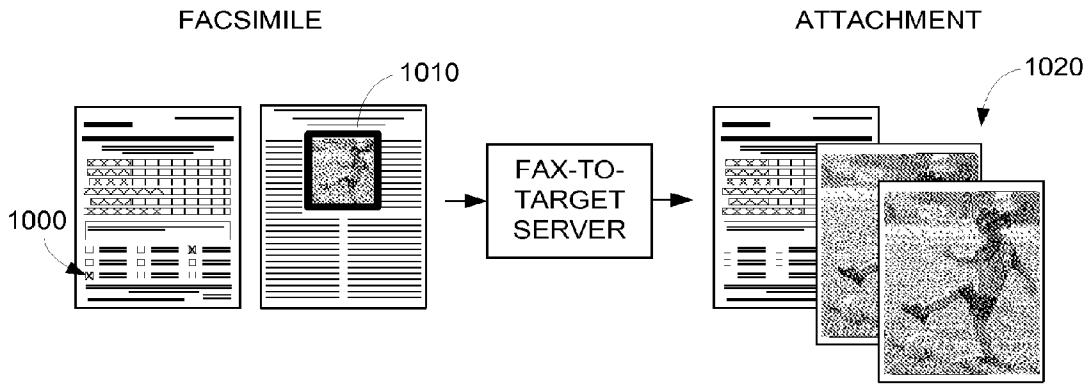 FACSIMILE
ATTACHMENT
1010
1020
1000
FAX-TO-
TARGET
SERVER